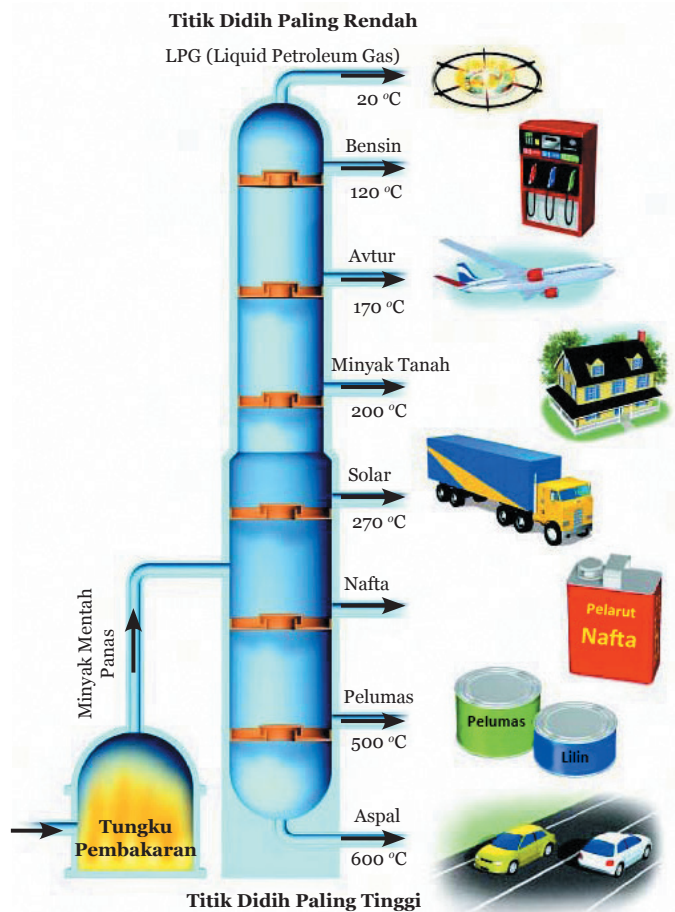 Titik Didih Paling Rendah
LPG (Liquid Petroleum Gas)
20 °C
Bensin
120 °C
Avtur
170 °C
Minyak Tanah
200 °C
Solar
270 °C
Nafta
Pelarut
Nafta
Minyak Mentah
Panas
Pelumas
500 °C
Pelumas
Lilin
Tungku
Pembakaran
Aspal
600 °C
Titik Didih Paling Tinggi